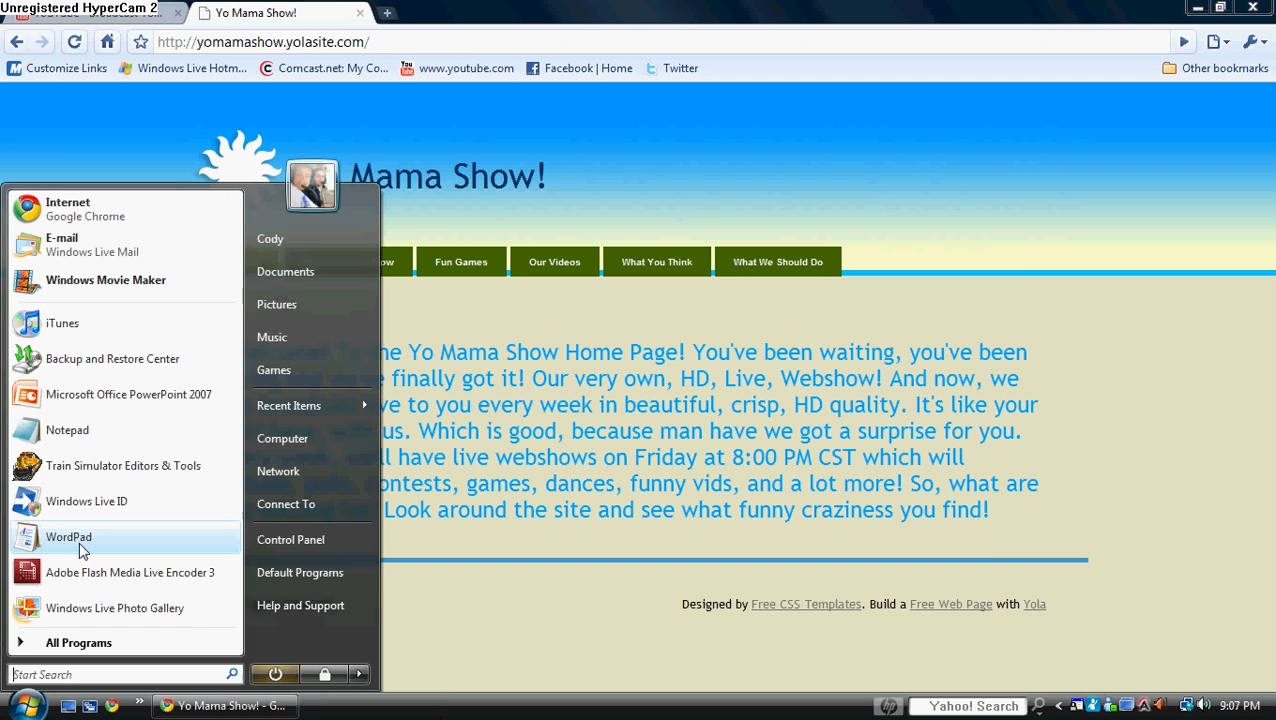 Unregistered HyperCam 2
Yo Mama Show!
http://yomamashow.yolasite.com/
Customize Links
Windows Live Hotm...
Comcast.net: My Co...
www.youtube.com
Facebook | Home
Twitter
Other bookmarks
Mama Show!
ow
Fun Games
Our Videos
What You Think
What We Should Do
Internet
Google Chrome
E-mail
Windows Live Mail
Windows Movie Maker
iTunes
Backup and Restore Center
Microsoft Office PowerPoint 2007
Notepad
Train Simulator Editors & Tools
Windows Live ID
WordPad
Adobe Flash Media Live Encoder 3
Windows Live Photo Gallery
All Programs
Start Search
Cody
Documents
Pictures
Music
Games
Recent Items
Computer
Network
Connect To
Control Panel
Default Programs
Help and Support
he Yo Mama Show Home Page! You've been waiting, you've been
finally got it! Our very own, HD, Live, Webshow! And now, we
ve to you every week in beautiful, crisp, HD quality. It's like your
us. Which is good, because man have we got a surprise for you.
ll have live webshows on Friday at 8:00 PM CST which will
contests, games, dances, funny vids, and a lot more! So, what are
Look around the site and see what funny craziness you find!
Designed by Free CSS Templates. Build a Free Web Page with Yola
Yo Mama Show! - G...
hp
Yahoo! Search
9:07 PM